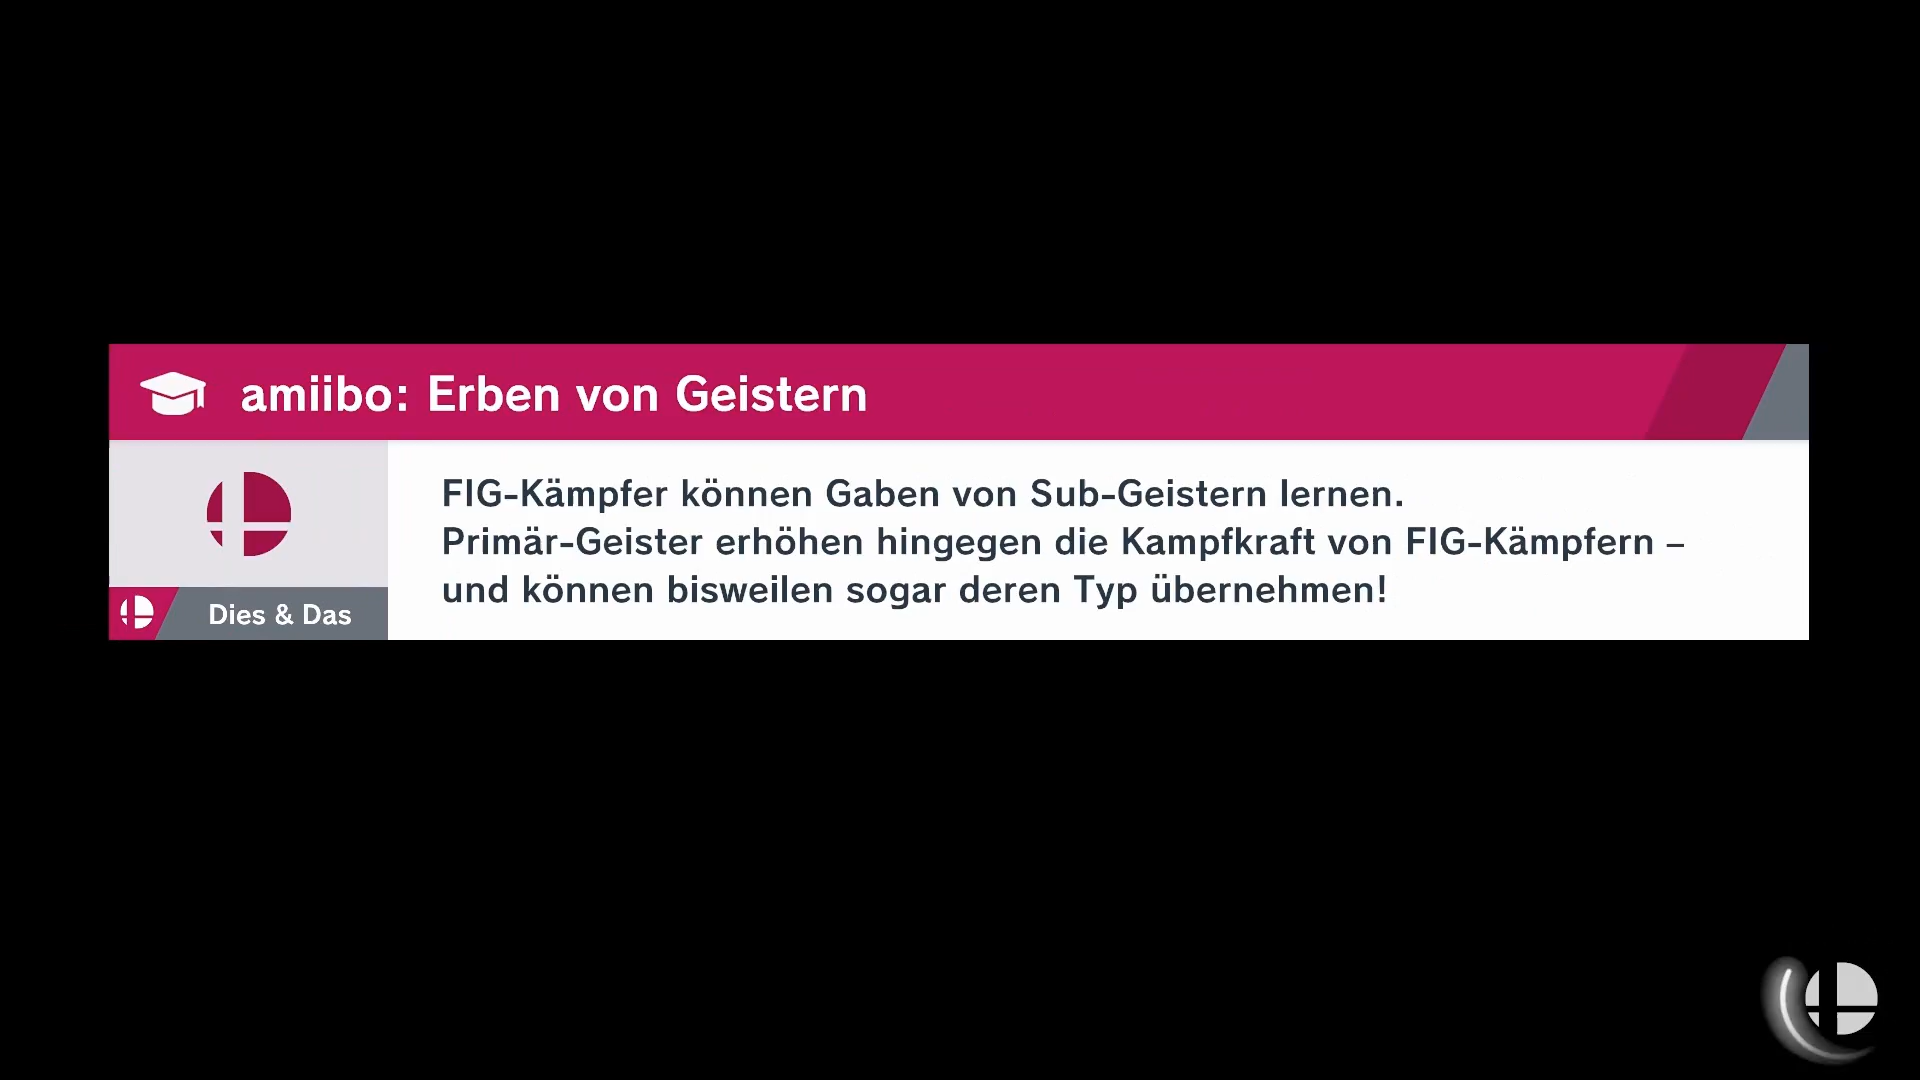 amiibo: Erben von Geistern
FIG-Kämpfer können Gaben von Sub-Geistern lernen.
Primär-Geister erhöhen hingegen die Kampfkraft von FIG-Kämpfern –
und können bisweilen sogar deren Typ übernehmen!
Dies & Das